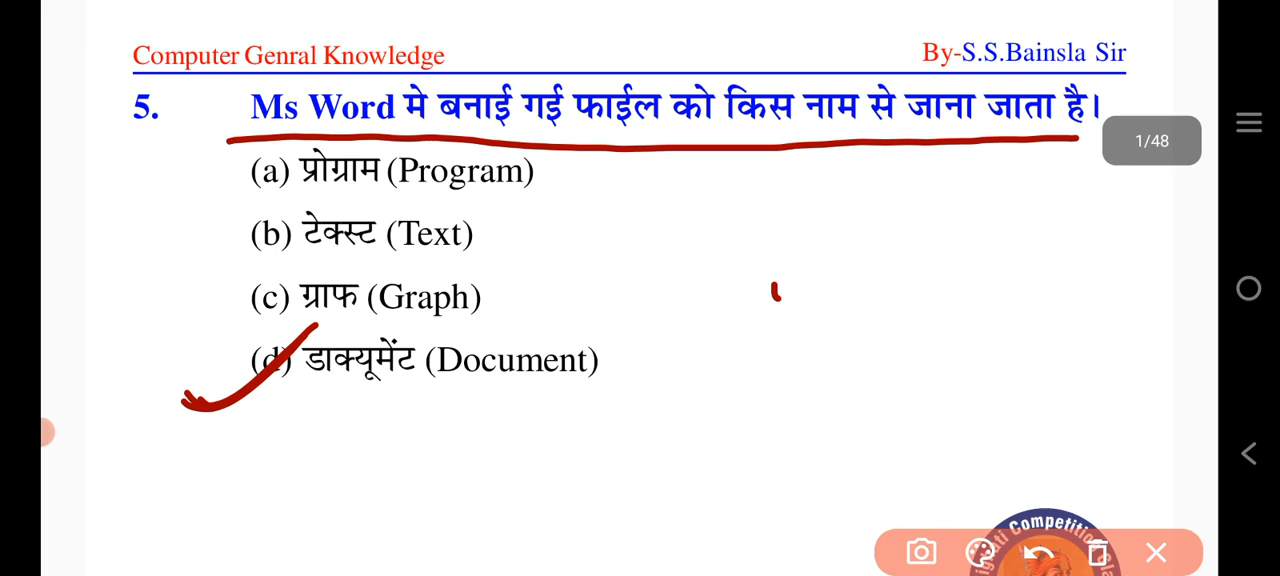 Computer Genral Knowledge
By-S.S.Bainsla Sir
5. Ms Word मे बनाई गई फाईल को किस नाम से जाना जाता है।
1/48
(a) प्रोग्राम (Program)
(b) टेक्स्ट (Text)
(c) ग्राफ (Graph)
(d) डाक्यूमेंट (Document)